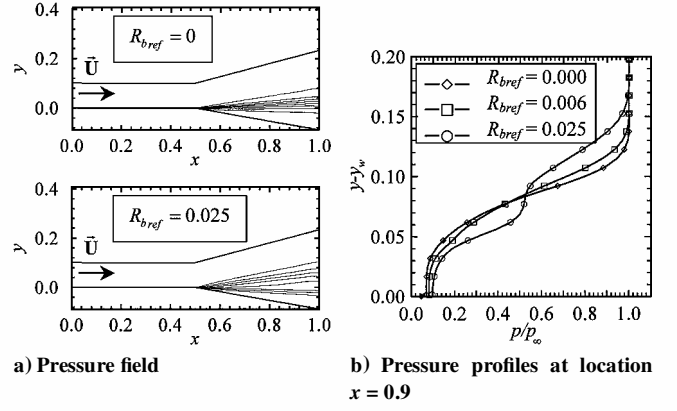 0.4
R_bref = 0
y
0.2
U⃗
0.0
0.0 0.2 0.4 0.6 0.8 1.0
x
0.4
R_bref = 0.025
y
0.2
U⃗
0.0
0.0 0.2 0.4 0.6 0.8 1.0
x
a) Pressure field
0.20
R_bref = 0.000
R_bref = 0.006
R_bref = 0.025
0.15
y-y_w
0.10
0.05
0.00
0.0 0.2 0.4 0.6 0.8 1.0
p/p_∞
b) Pressure profiles at location
x = 0.9